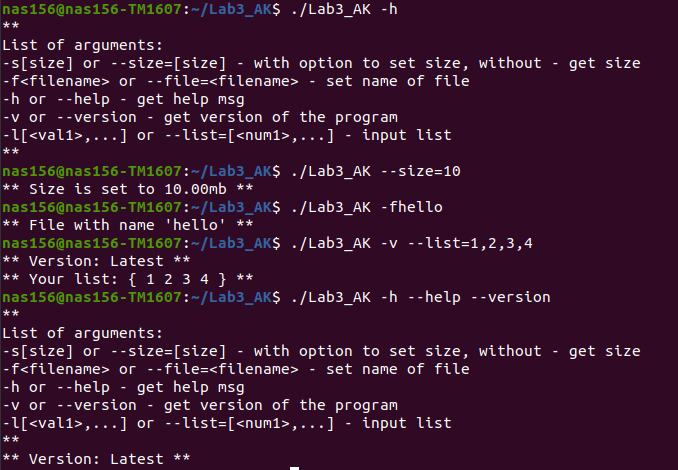 nas156@nas156-TM1607:~/Lab3_AK$ ./Lab3_AK -h
**
List of arguments:
-s[size] or --size=[size] - with option to set size, without - get size
-f<filename> or --file=<filename> - set name of file
-h or --help - get help msg
-v or --version - get version of the program
-l[<val1>,...] or --list=[<num1>,...] - input list
**
nas156@nas156-TM1607:~/Lab3_AK$ ./Lab3_AK --size=10
** Size is set to 10.00mb **
nas156@nas156-TM1607:~/Lab3_AK$ ./Lab3_AK -fhello
** File with name 'hello' **
nas156@nas156-TM1607:~/Lab3_AK$ ./Lab3_AK -v --list=1,2,3,4
** Version: Latest **
** Your list: { 1 2 3 4 } **
nas156@nas156-TM1607:~/Lab3_AK$ ./Lab3_AK -h --help --version
**
List of arguments:
-s[size] or --size=[size] - with option to set size, without - get size
-f<filename> or --file=<filename> - set name of file
-h or --help - get help msg
-v or --version - get version of the program
-l[<val1>,...] or --list=[<num1>,...] - input list
**
** Version: Latest **